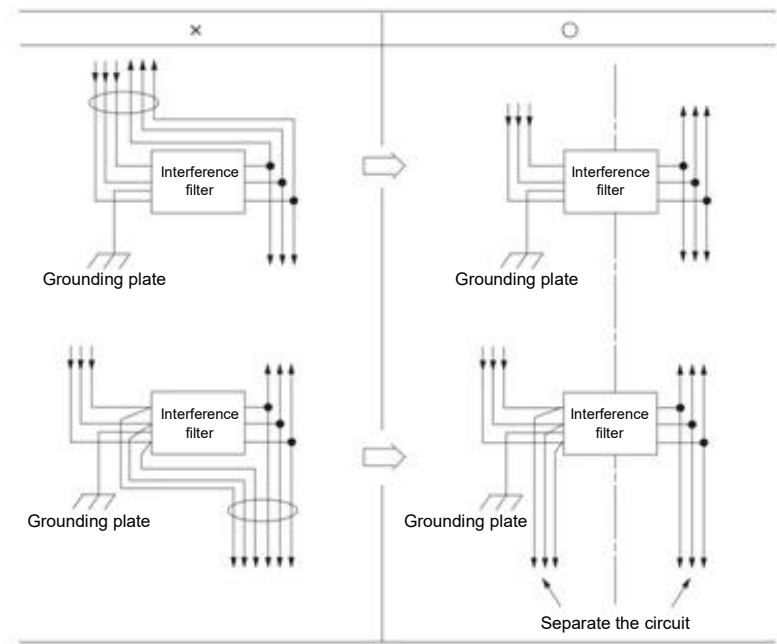 × ○
Interference
filter
Grounding plate
Interference
filter
Grounding plate
Interference
filter
Grounding plate
Interference
filter
Grounding plate
Separate the circuit